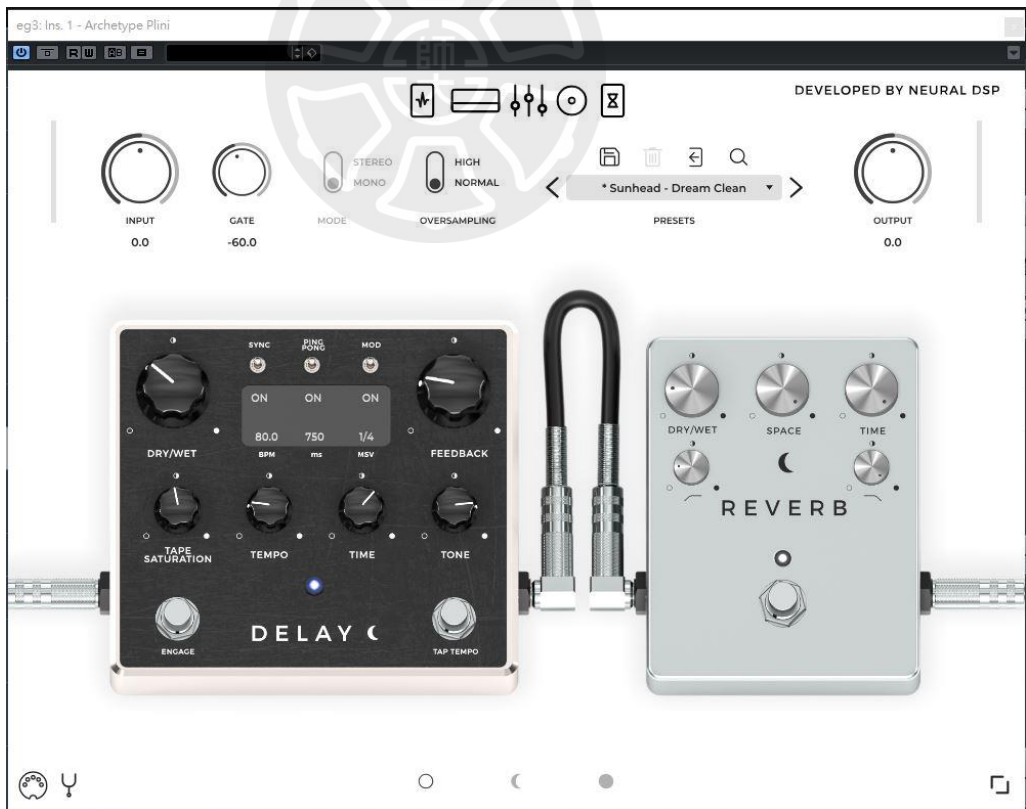 eg3: Ins. 1 - Archetype Plini
R W
DEVELOPED BY NEURAL DSP
STEREO
MONO
HIGH
NORMAL
* Sunhead - Dream Clean
INPUT
GATE
MODE
OVERSAMPLING
PRESETS
OUTPUT
0.0
-60.0
0.0
SYNC
PING
PONG
MOD
ON
ON
ON
80.0
750
1/4
BPM
ms
MSV
DRY/WET
FEEDBACK
TAPE
SATURATION
TEMPO
TIME
TONE
DELAY
ENGAGE
TAP TEMPO
DRY/WET
SPACE
TIME
REVERB
師